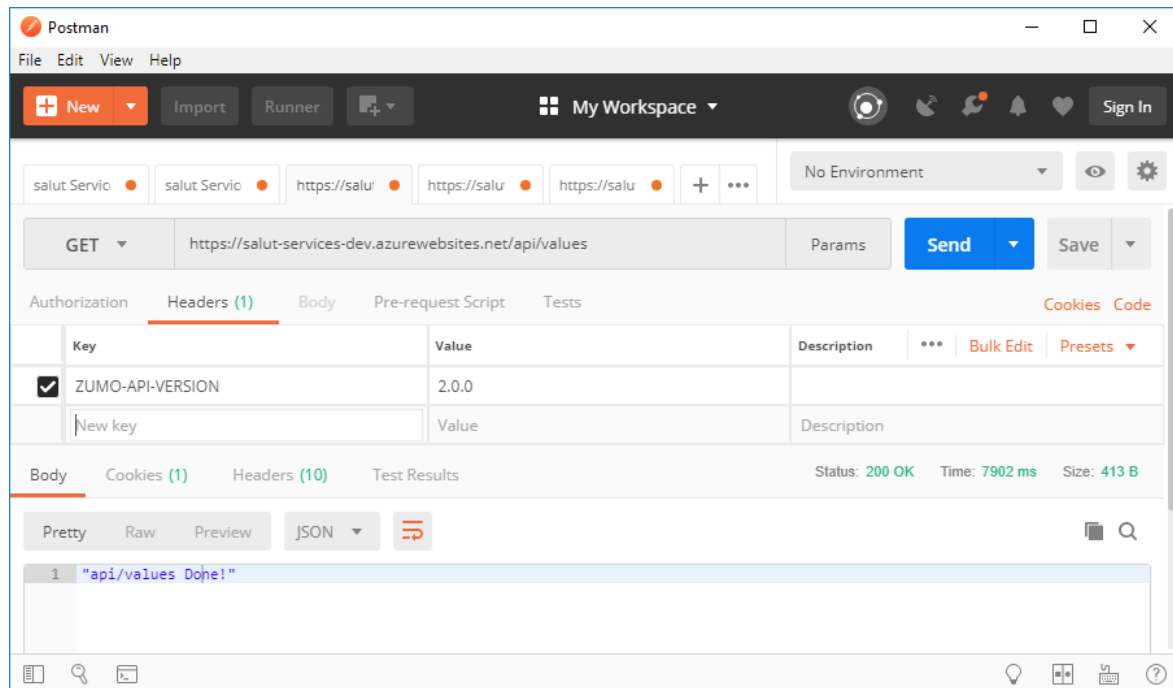 Postman
File Edit View Help
New Import Runner My Workspace Sign In
salut Servic salut Servic https://salu https://salu https://salu No Environment
GET https://salut-services-dev.azurewebsites.net/api/values Params Send Save
Authorization Headers (1) Body Pre-request Script Tests Cookies Code
Key Value Description Bulk Edit Presets
ZUMO-API-VERSION 2.0.0
New key Value Description
Body Cookies (1) Headers (10) Test Results Status: 200 OK Time: 7902 ms Size: 413 B
Pretty Raw Preview JSON
1 "api/values Done!"